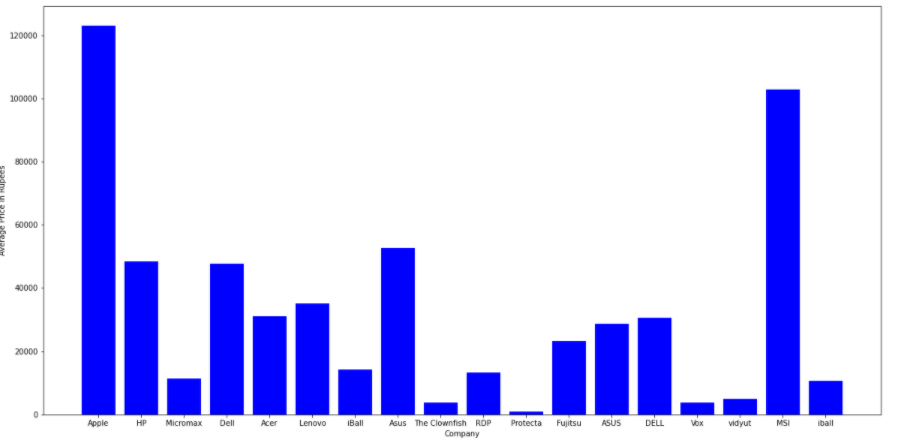 120000
100000
80000
60000
40000
20000
0
Average Price in Rupees
Apple HP Micromax Dell Acer Lenovo iBall Asus The Clownfish RDP Protecta Fujitsu ASUS DELL Vox vidyut MSI iball
Company